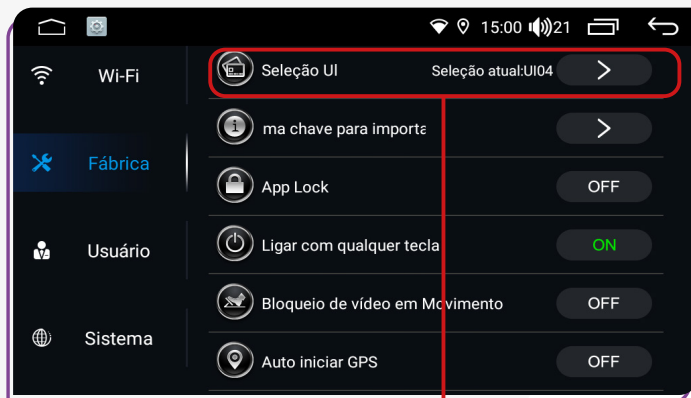 15:00 21
Wi-Fi
Seleção UI Seleção atual:UI04
ma chave para importa
Fábrica
App Lock OFF
Usuário
Ligar com qualquer tecla ON
Bloqueio de vídeo em Movimento OFF
Sistema
Auto iniciar GPS OFF